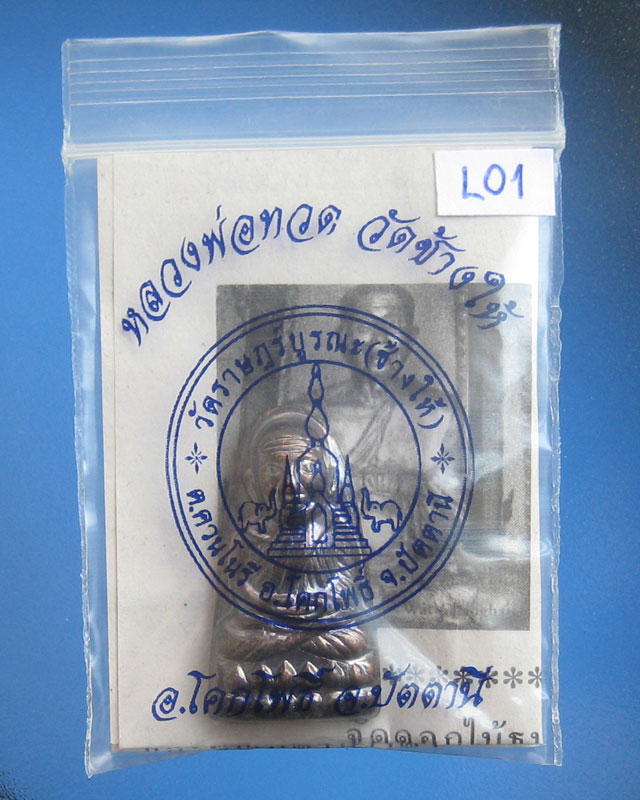 L01
หลวงพ่อทวด วัดช้างให้
วัดราษฎร์บูรณะ(ช้างให้)
ต.ควนโนรี อ.โคกโพธิ์ จ.ปัตตานี
อ.โคกโพธิ์ จ.ปัตตานี
********